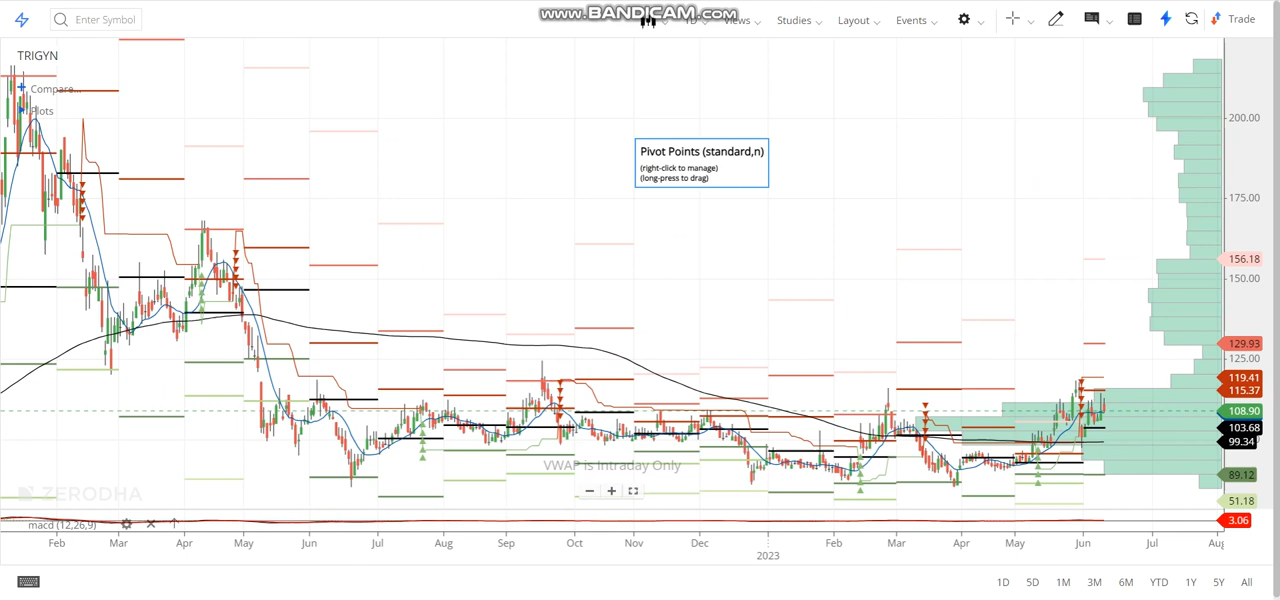 www.BANDICAM.com
Enter Symbol
1D
Views
Studies
Layout
Events
Trade
TRIGYN
Compare...
Plots
Pivot Points (standard,n)
(right-click to manage)
(long-press to drag)
200.00
175.00
156.18
150.00
129.93
125.00
119.41
115.37
108.90
103.68
99.34
89.12
51.18
3.06
VWAP is Intraday Only
ZERODHA
macd (12,26,9)
Feb Mar Apr May Jun Jul Aug Sep Oct Nov Dec 2023 Feb Mar Apr May Jun Jul Aug
1D 5D 1M 3M 6M YTD 1Y 5Y All